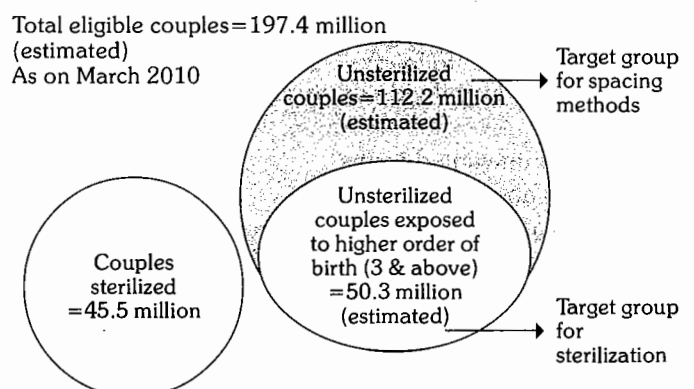 Total eligible couples=197.4 million
(estimated)
As on March 2010
Unsterilized
couples=112.2 million
(estimated)
Target group
for spacing
methods
Unsterilized
couples exposed
to higher order of
birth (3 & above)
=50.3 million
(estimated)
Couples
sterilized
=45.5 million
Target group
for
sterilization